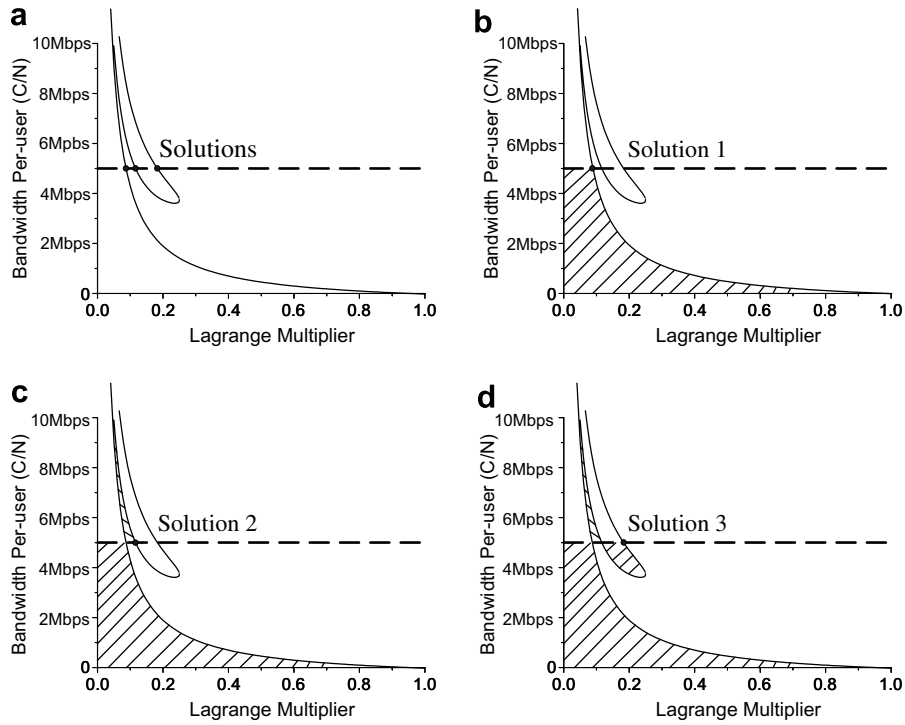 a
10Mbps
8Mbps
6Mpbs
4Mbps
2Mbps
0
Bandwidth Per-user (C/N)
Solutions
0.0 0.2 0.4 0.6 0.8 1.0
Lagrange Multiplier
b
10Mbps
8Mbps
6Mpbs
4Mbps
2Mbps
0
Bandwidth Per-user (C/N)
Solution 1
0.0 0.2 0.4 0.6 0.8 1.0
Lagrange Multiplier
c
10Mbps
8Mbps
6Mpbs
4Mbps
2Mbps
0
Bandwidth Per-user (C/N)
Solution 2
0.0 0.2 0.4 0.6 0.8 1.0
Lagrange Multiplier
d
10Mbps
8Mbps
6Mpbs
4Mbps
2Mbps
0
Bandwidth Per-user (C/N)
Solution 3
0.0 0.2 0.4 0.6 0.8 1.0
Lagrange Multiplier